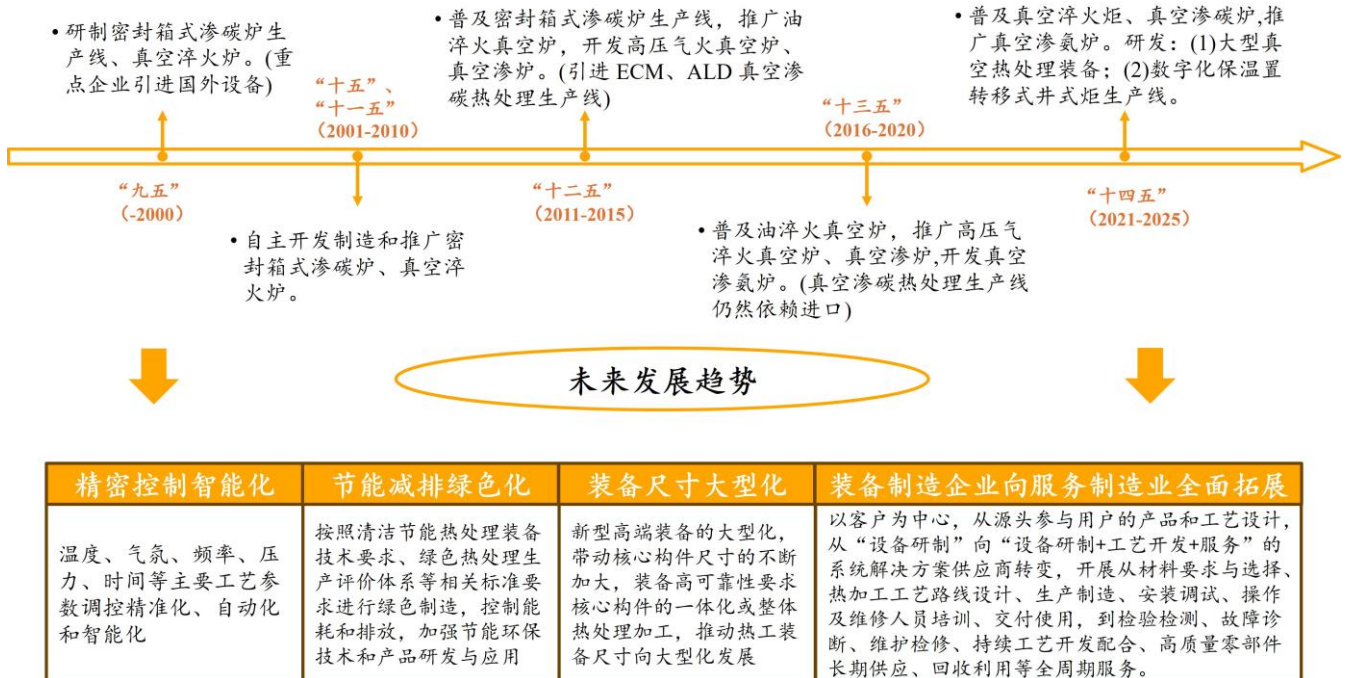 • 研制密封箱式渗碳炉生
产线、真空淬火炉。(重
点企业引进国外设备)
“十五”、
“十一五”
（2001-2010）
• 普及密封箱式渗碳炉生产线，推广油
淬火真空炉，开发高压气火真空炉、
真空渗炉。(引进 ECM、ALD 真空渗
碳热处理生产线)
“十三五”
(2016-2020)
• 普及真空淬火炬、真空渗碳炉,推
广真空渗氨炉。研发：(1)大型真
空热处理装备；(2)数字化保温置
转移式井式炬生产线。
“九五”
(-2000)
• 自主开发制造和推广密
封箱式渗碳炉、真空淬
火炉。
“十二五”
(2011-2015)
• 普及油淬火真空炉，推广高压气
淬火真空炉、真空渗炉,开发真空
渗氨炉。(真空渗碳热处理生产线
仍然依赖进口)
“十四五”
(2021-2025)
未来发展趋势
精密控制智能化
节能减排绿色化
装备尺寸大型化
装备制造企业向服务制造业全面拓展
温度、气氛、频率、压
力、时间等主要工艺参
数调控精准化、自动化
和智能化
按照清洁节能热处理装备
技术要求、绿色热处理生
产评价体系等相关标准要
求进行绿色制造，控制能
耗和排放，加强节能环保
技术和产品研发与应用
新型高端装备的大型化，
带动核心构件尺寸的不断
加大，装备高可靠性要求
核心构件的一体化或整体
热处理加工，推动热工装
备尺寸向大型化发展
以客户为中心，从源头参与用户的产品和工艺设计，
从“设备研制”向“设备研制+工艺开发+服务”的
系统解决方案供应商转变，开展从材料要求与选择、
热加工工艺路线设计、生产制造、安装调试、操作
及维修人员培训、交付使用，到检验检测、故障诊
断、维护检修、持续工艺开发配合、高质量零部件
长期供应、回收利用等全周期服务。